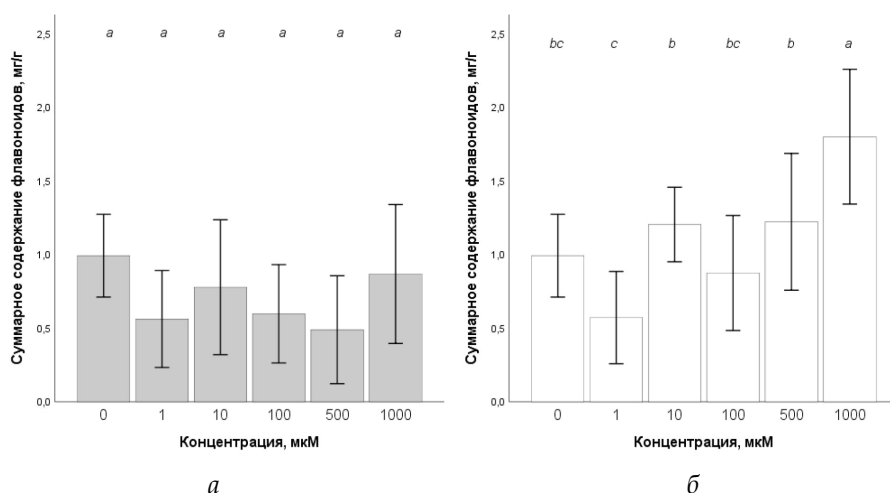 a a a a a a
Суммарное содержание флавоноидов, мг/г
2,5
2,0
1,5
1,0
0,5
0,0
0 1 10 100 500 1000
Концентрация, мкМ
а
bc c b bc b a
Суммарное содержание флавоноидов, мг/г
2,5
2,0
1,5
1,0
0,5
0,0
0 1 10 100 500 1000
Концентрация, мкМ
б